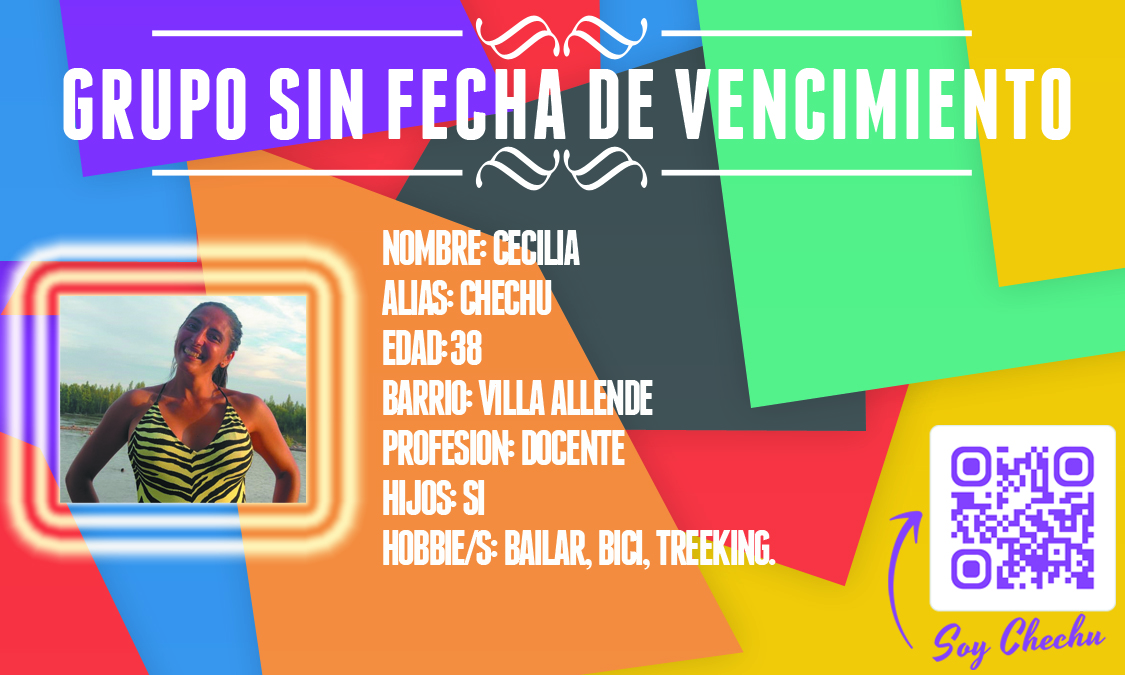 GRUPO SIN FECHA DE VENCIMIENTO
NOMBRE: CECILIA
ALIAS: CHECHU
EDAD: 38
BARRIO: VILLA ALLENDE
PROFESION: DOCENTE
HIJOS: SI
HOBBIE/S: BAILAR, BICI, TREEKING.
Soy Chechu